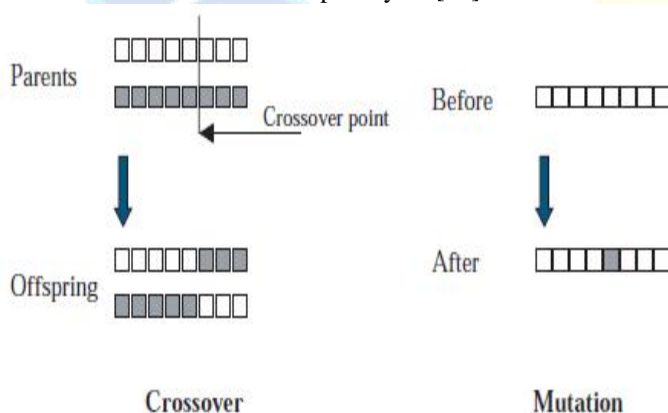 Parents
Crossover point
Offspring
Crossover
Before
After
Mutation